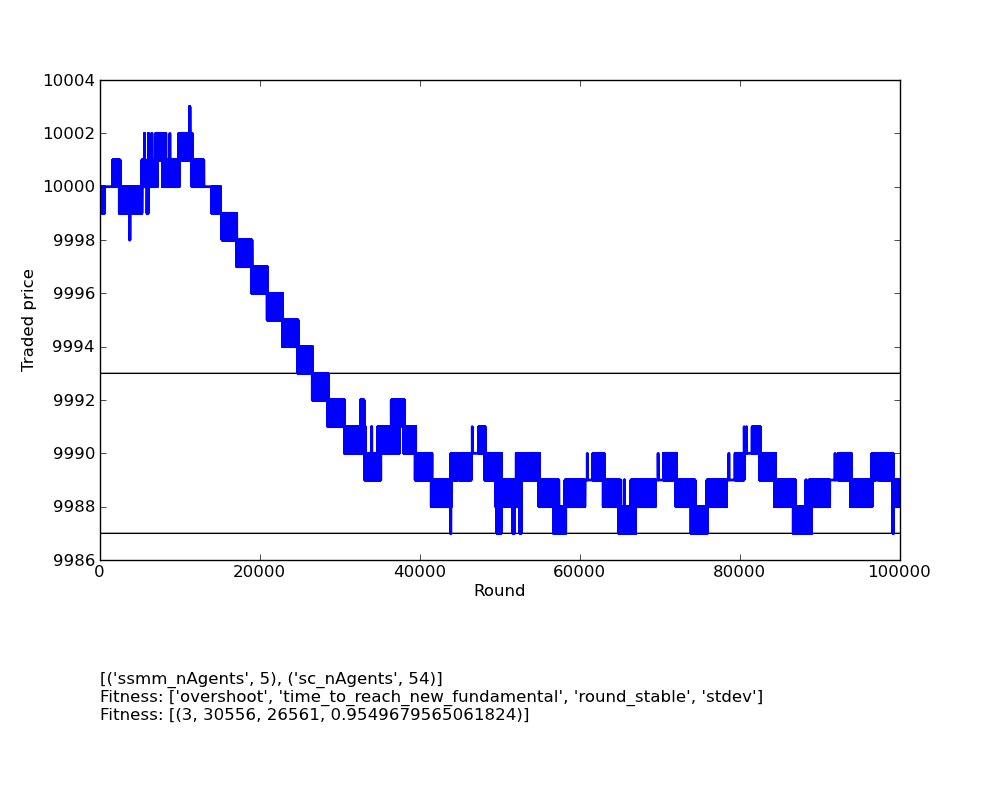 10004
10002
10000
9998
9996
9994
9992
9990
9988
9986
Traded price
0 20000 40000 60000 80000 100000
Round
[('ssmm_nAgents', 5), ('sc_nAgents', 54)]
Fitness: ['overshoot', 'time_to_reach_new_fundamental', 'round_stable', 'stdev']
Fitness: [(3, 30556, 26561, 0.9549679565061824)]